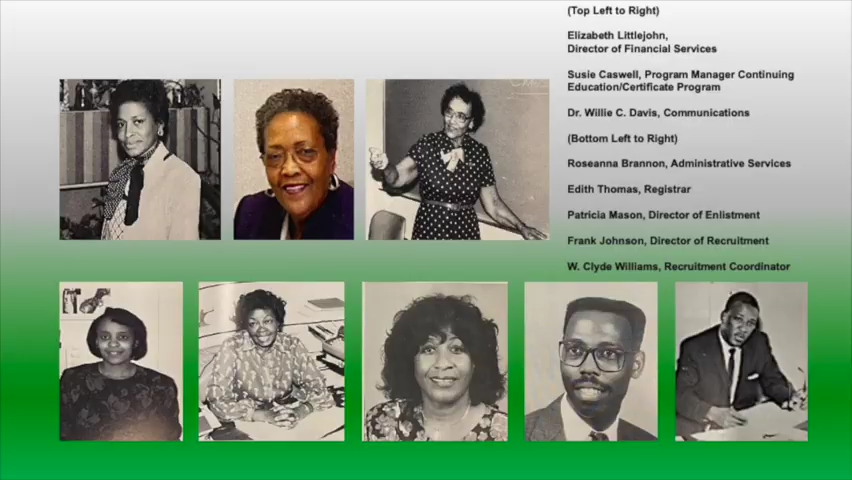 (Top Left to Right)
Elizabeth Littlejohn,
Director of Financial Services
Susie Caswell, Program Manager Continuing
Education/Certificate Program
Dr. Willie C. Davis, Communications
(Bottom Left to Right)
Roseanna Brannon, Administrative Services
Edith Thomas, Registrar
Patricia Mason, Director of Enlistment
Frank Johnson, Director of Recruitment
W. Clyde Williams, Recruitment Coordinator